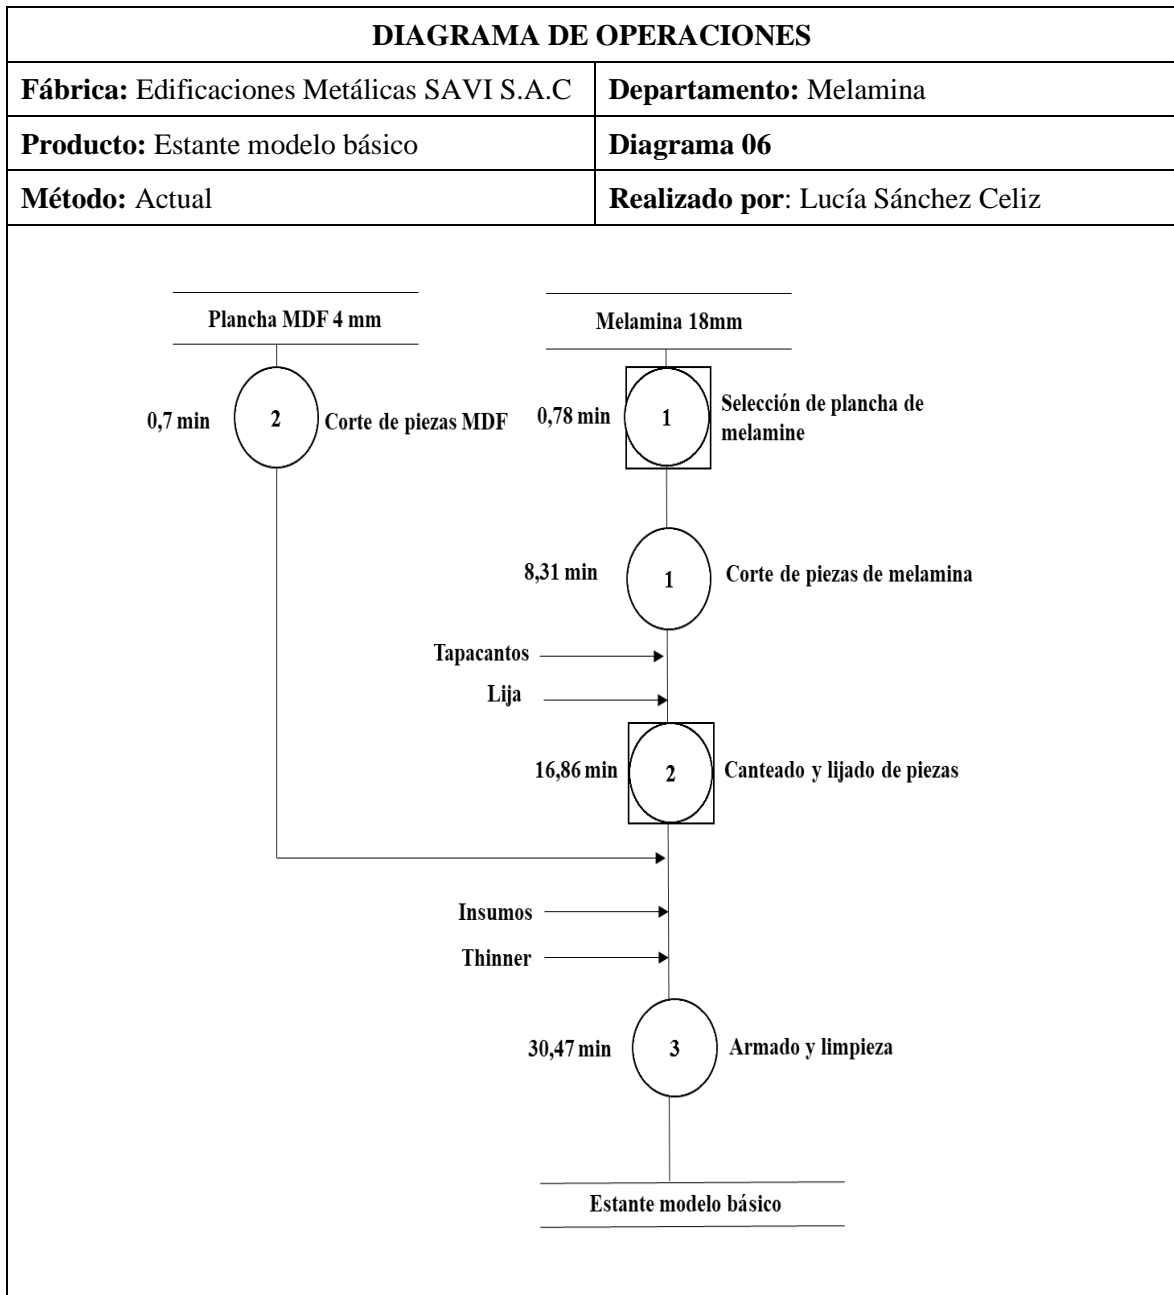 DIAGRAMA DE OPERACIONES
Fábrica: Edificaciones Metálicas SAVI S.A.C
Departamento: Melamina
Producto: Estante modelo básico
Diagrama 06
Método: Actual
Realizado por: Lucía Sánchez Celiz
Plancha MDF 4 mm
Melamina 18mm
0,7 min
2
Corte de piezas MDF
0,78 min
1
Selección de plancha de
melamine
8,31 min
1
Corte de piezas de melamina
Tapacantos
Lija
16,86 min
2
Canteado y lijado de piezas
Insumos
Thinner
30,47 min
3
Armado y limpieza
Estante modelo básico